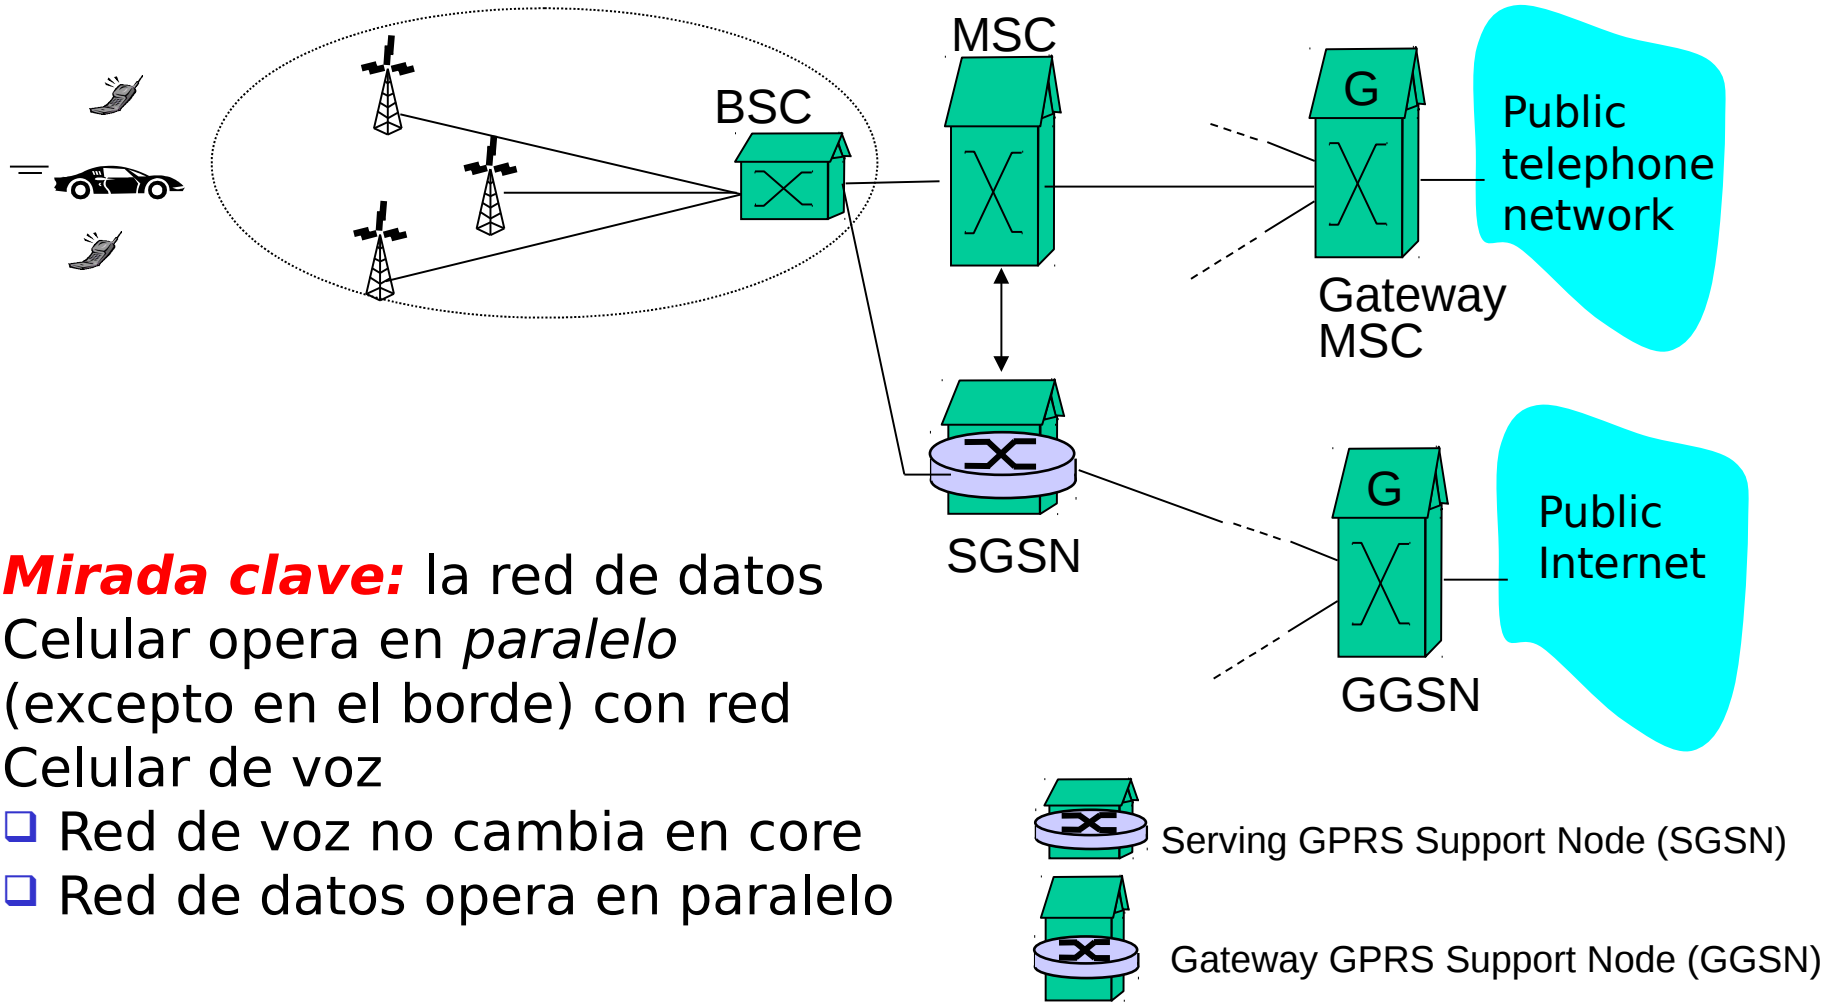 MSC
BSC
G
Public
telephone
network
Gateway
MSC
SGSN
G
Public
Internet
GGSN
Mirada clave: la red de datos
Celular opera en paralelo
(excepto en el borde) con red
Celular de voz
Red de voz no cambia en core
Red de datos opera en paralelo
Serving GPRS Support Node (SGSN)
Gateway GPRS Support Node (GGSN)